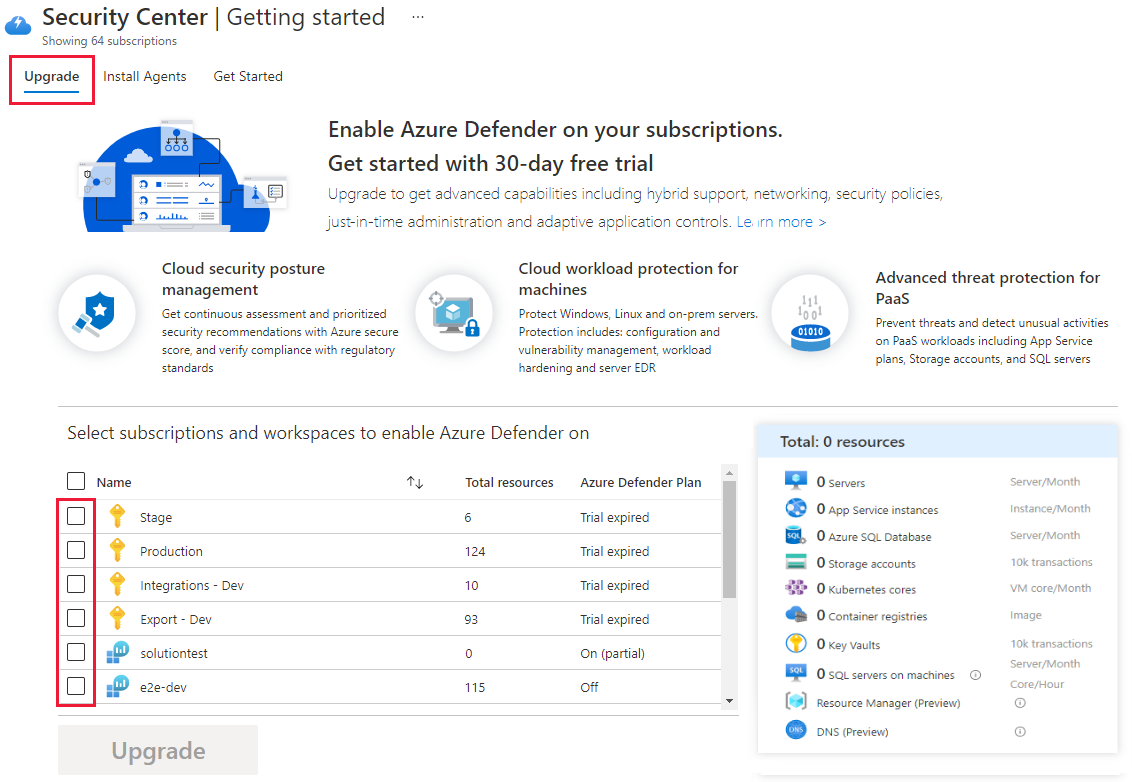 Security Center | Getting started ...
Showing 64 subscriptions
Upgrade Install Agents Get Started
Enable Azure Defender on your subscriptions.
Get started with 30-day free trial
Upgrade to get advanced capabilities including hybrid support, networking, security policies,
just-in-time administration and adaptive application controls. Learn more >
Cloud security posture
management
Get continuous assessment and prioritized
security recommendations with Azure secure
score, and verify compliance with regulatory
standards
Cloud workload protection for
machines
Protect Windows, Linux and on-prem servers.
Protection includes: configuration and
vulnerability management, workload
hardening and server EDR
01010
Advanced threat protection for
PaaS
Prevent threats and detect unusual activities
on PaaS workloads including App Service
plans, Storage accounts, and SQL servers
Select subscriptions and workspaces to enable Azure Defender on
Name Total resources Azure Defender Plan
Stage 6 Trial expired
Production 124 Trial expired
Integrations - Dev 10 Trial expired
Export - Dev 93 Trial expired
solutiontest 0 On (partial)
e2e-dev 115 Off
Upgrade
Total: 0 resources
0 Servers Server/Month
0 App Service instances Instance/Month
SQL 0 Azure SQL Database Server/Month
0 Storage accounts 10k transactions
0 Kubernetes cores VM core/Month
0 Container registries Image
0 Key Vaults 10k transactions
SQL 0 SQL servers on machines Server/Month
Core/Hour
Resource Manager (Preview)
DNS DNS (Preview)